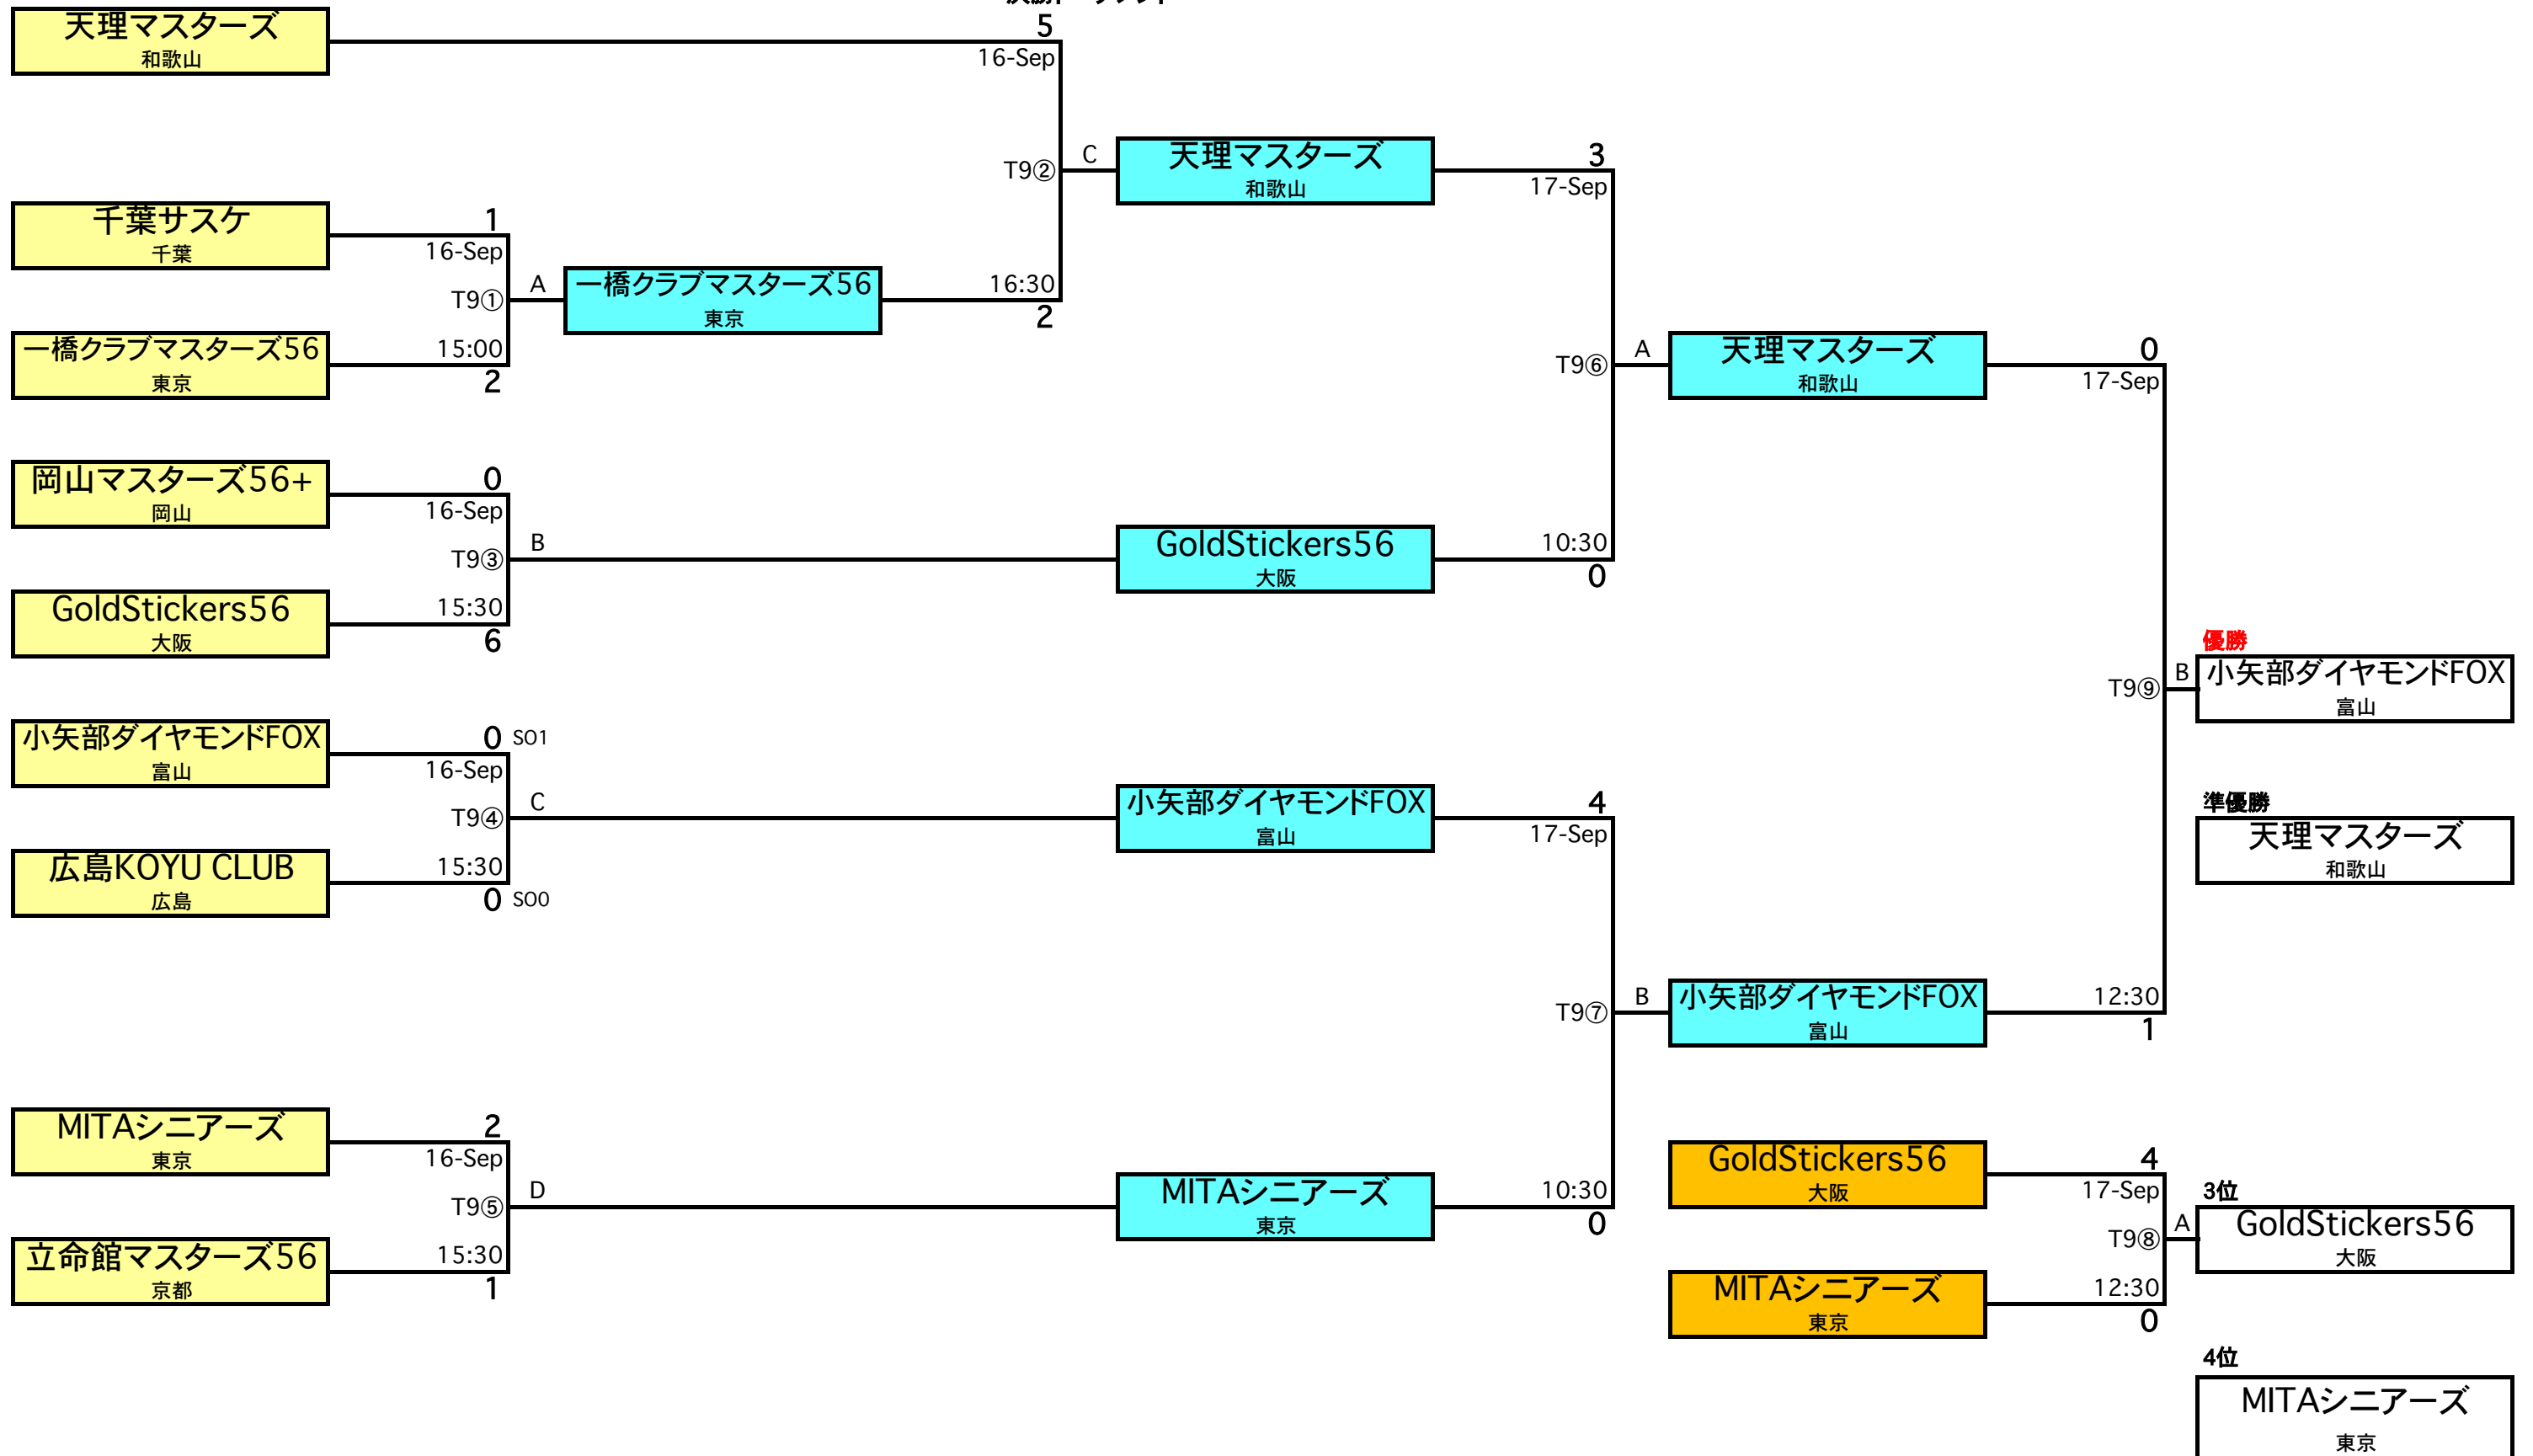 5
天理マスターズ
和歌山
16-Sep
T9②
C
天理マスターズ
和歌山
3
17-Sep
千葉サスケ
千葉
1
16-Sep
T9①
A
一橋クラブマスターズ56
東京
16:30
2
一橋クラブマスターズ56
東京
15:00
2
T9⑥
A
天理マスターズ
和歌山
0
17-Sep
岡山マスターズ56+
岡山
0
16-Sep
T9③
B
GoldStickers56
大阪
10:30
0
GoldStickers56
大阪
15:30
6
優勝
T9⑨
B
小矢部ダイヤモンドFOX
富山
小矢部ダイヤモンドFOX
富山
0 SO1
16-Sep
T9④
C
小矢部ダイヤモンドFOX
富山
4
17-Sep
準優勝
天理マスターズ
和歌山
広島KOYU CLUB
広島
15:30
0 SO0
T9⑦
B
小矢部ダイヤモンドFOX
富山
12:30
1
MITAシニアーズ
東京
2
16-Sep
T9⑤
D
MITAシニアーズ
東京
10:30
0
GoldStickers56
大阪
4
17-Sep
T9⑧
A
3位
GoldStickers56
大阪
立命館マスターズ56
京都
15:30
1
MITAシニアーズ
東京
12:30
0
4位
MITAシニアーズ
東京